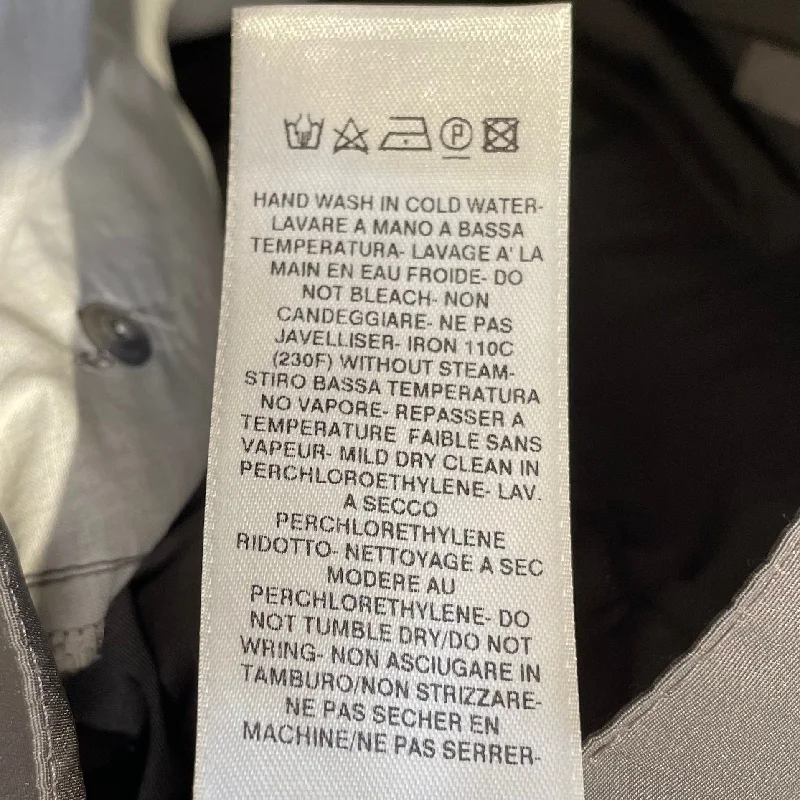 HAND WASH IN COLD WATER-
LAVARE A MANO A BASSA
TEMPERATURA- LAVAGE A' LA
MAIN EN EAU FROIDE- DO
NOT BLEACH- NON
CANDEGGIARE- NE PAS
JAVELLISER- IRON 110C
(230F) WITHOUT STEAM-
STIRO BASSA TEMPERATURA
NO VAPORE- REPASSER A
TEMPERATURE FAIBLE SANS
VAPEUR- MILD DRY CLEAN IN
PERCHLOROETHYLENE- LAV.
A SECCO
PERCHLORETHYLENE
RIDOTTO- NETTOYAGE A SEC
MODERE AU
PERCHLORETHYLENE- DO
NOT TUMBLE DRY/DO NOT
WRING- NON ASCIUGARE IN
TAMBURO/NON STRIZZARE-
NE PAS SECHER EN
MACHINE/NE PAS SERRER-